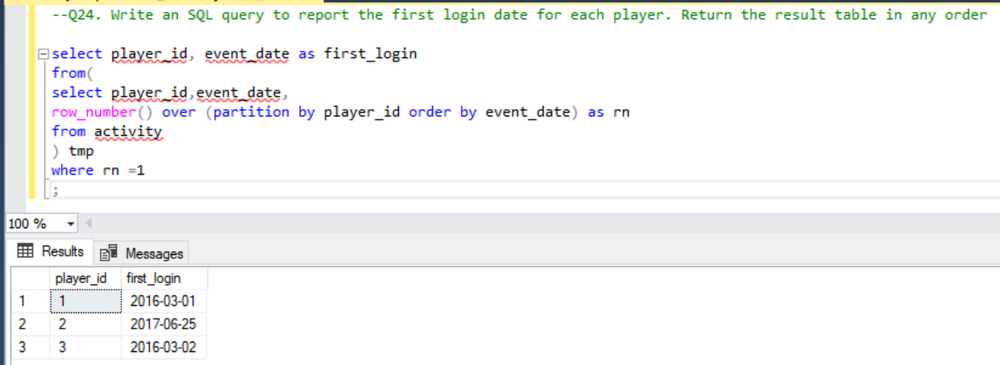 --Q24. Write an SQL query to report the first login date for each player. Return the result table in any order
select player_id, event_date as first_login
from(
select player_id,event_date,
row_number() over (partition by player_id order by event_date) as rn
from activity
) tmp
where rn =1
;
100 %
Results Messages
player_id first_login
1 1 2016-03-01
2 2 2017-06-25
3 3 2016-03-02